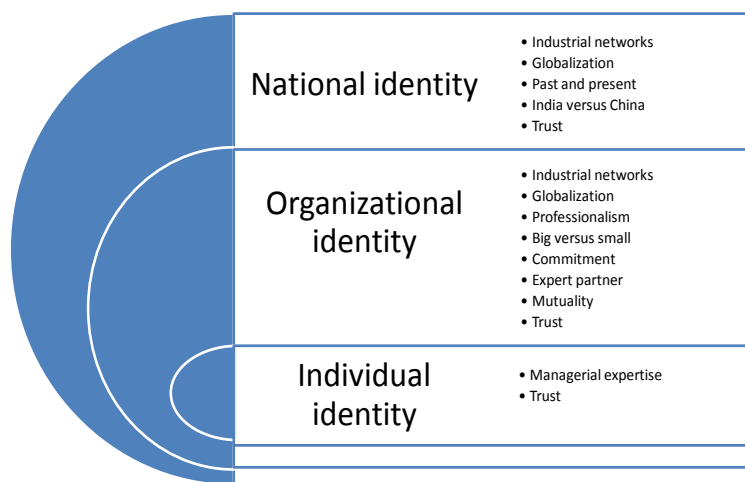 National identity
• Industrial networks
• Globalization
• Past and present
• India versus China
• Trust
Organizational
identity
• Industrial networks
• Globalization
• Professionalism
• Big versus small
• Commitment
• Expert partner
• Mutuality
• Trust
Individual
identity
• Managerial expertise
• Trust